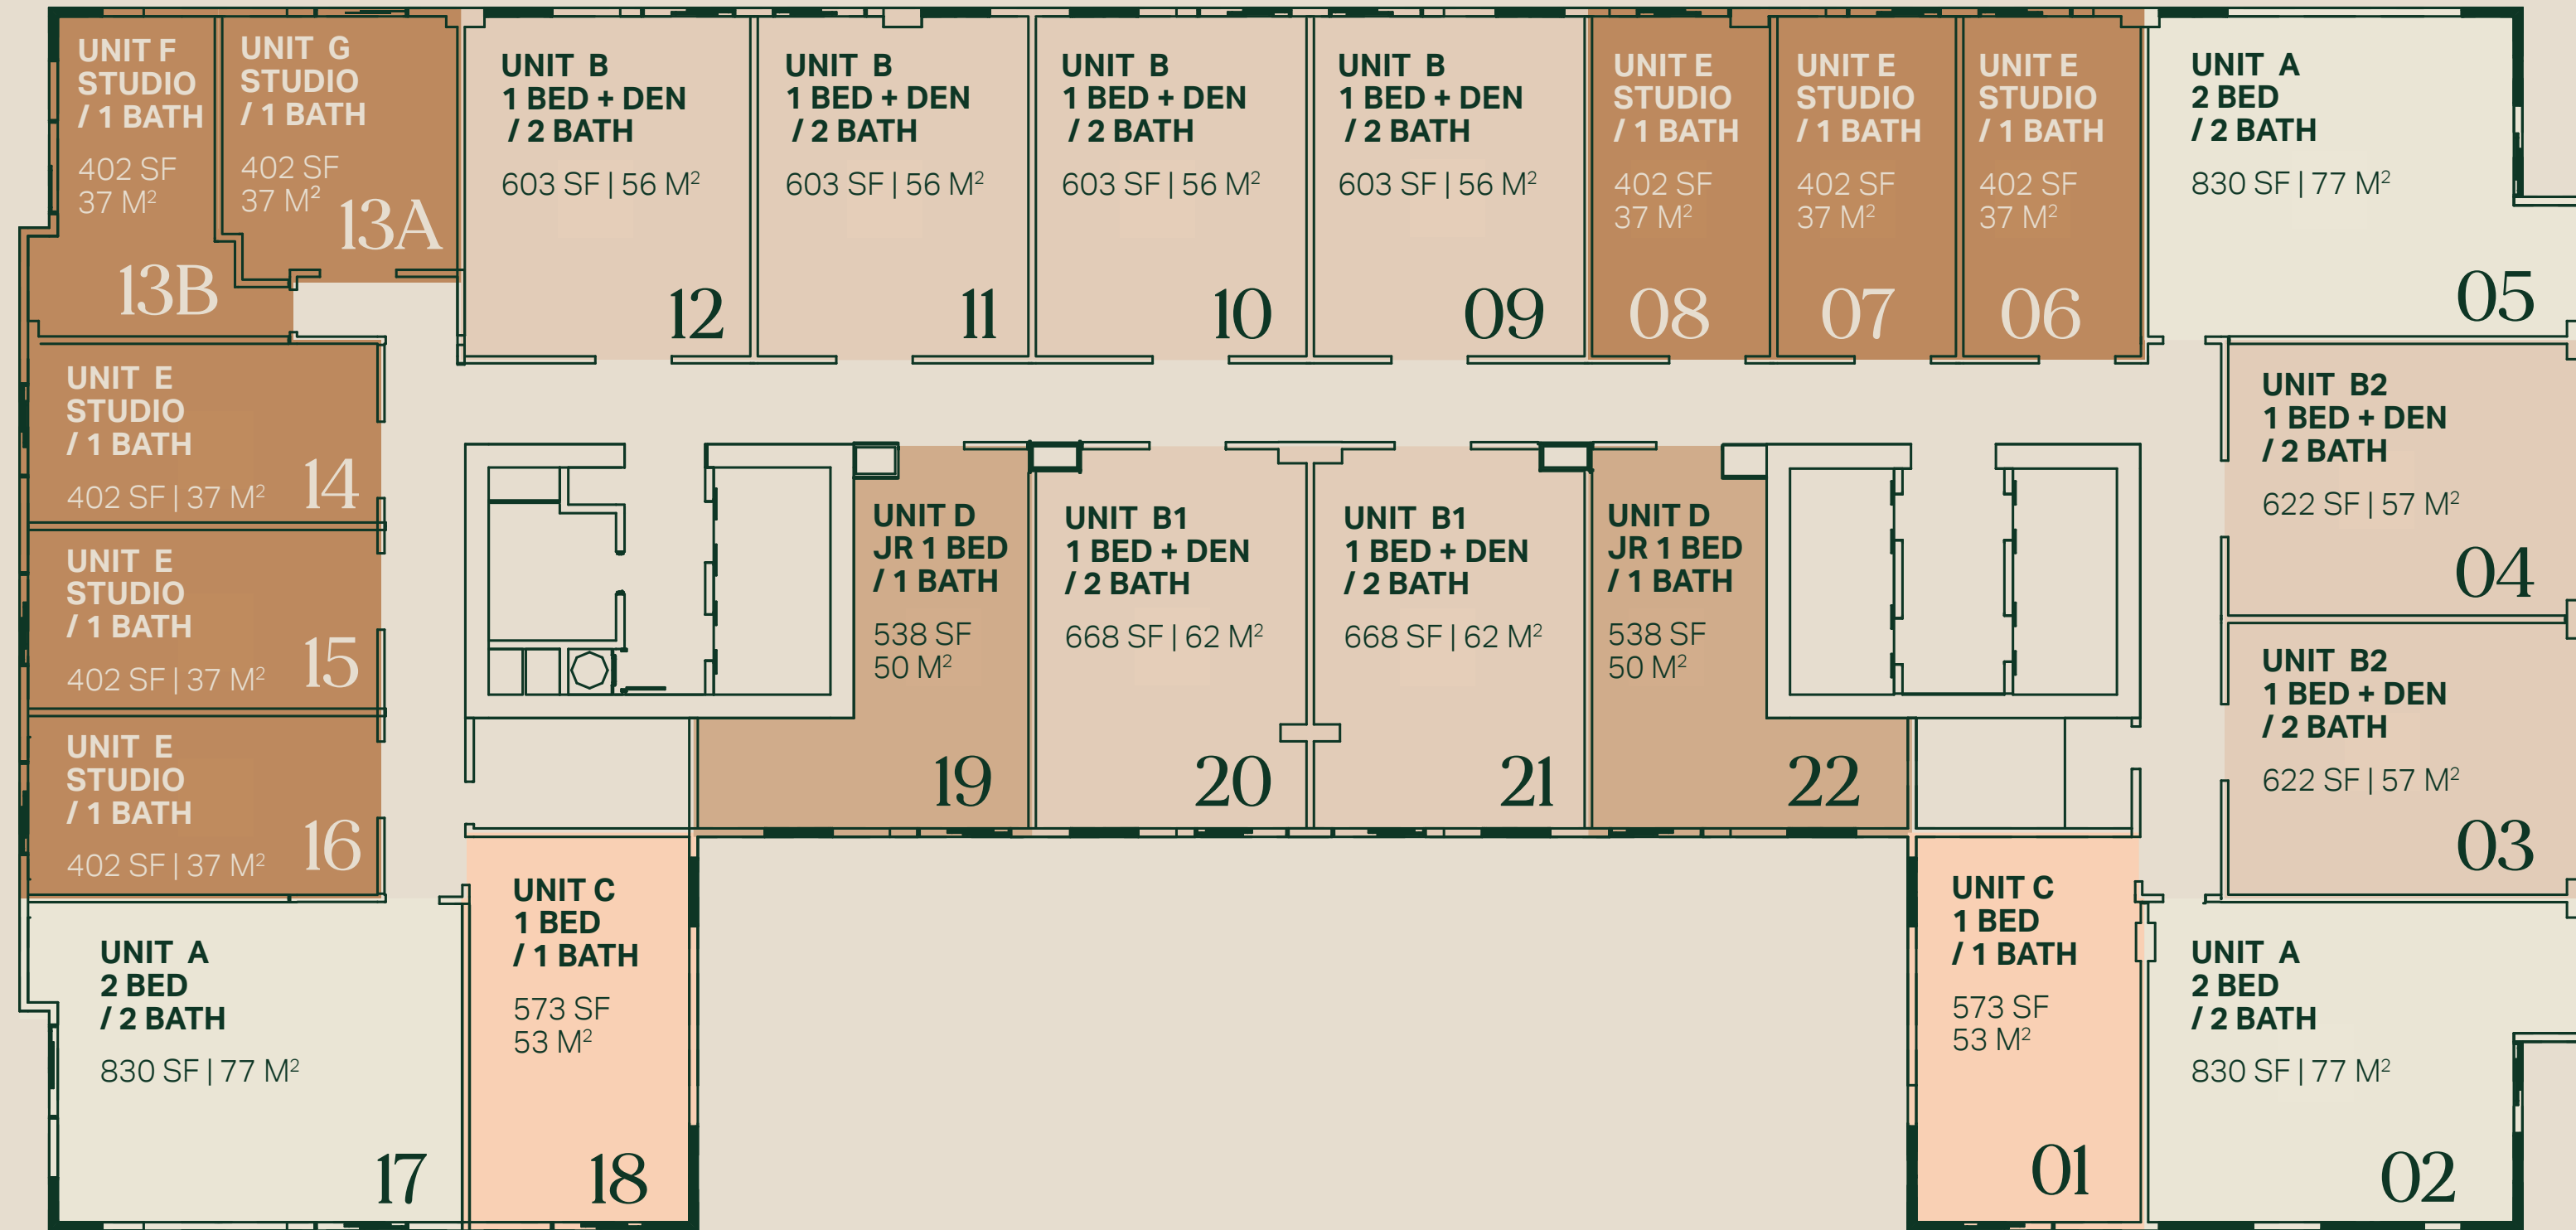 UNIT F
STUDIO
/ 1 BATH
402 SF
37 M²
13B
UNIT G
STUDIO
/ 1 BATH
402 SF
37 M²
13A
UNIT B
1 BED + DEN
/ 2 BATH
603 SF | 56 M²
12
UNIT B
1 BED + DEN
/ 2 BATH
603 SF | 56 M²
11
UNIT B
1 BED + DEN
/ 2 BATH
603 SF | 56 M²
10
UNIT B
1 BED + DEN
/ 2 BATH
603 SF | 56 M²
09
UNIT E
STUDIO
/ 1 BATH
402 SF
37 M²
08
UNIT E
STUDIO
/ 1 BATH
402 SF
37 M²
07
UNIT E
STUDIO
/ 1 BATH
402 SF
37 M²
06
UNIT A
2 BED
/ 2 BATH
830 SF | 77 M²
05
UNIT E
STUDIO
/ 1 BATH
402 SF | 37 M²
14
UNIT E
STUDIO
/ 1 BATH
402 SF | 37 M²
15
UNIT E
STUDIO
/ 1 BATH
402 SF | 37 M²
16
UNIT D
JR 1 BED
/ 1 BATH
538 SF
50 M²
19
UNIT B1
1 BED + DEN
/ 2 BATH
668 SF | 62 M²
20
UNIT B1
1 BED + DEN
/ 2 BATH
668 SF | 62 M²
21
UNIT D
JR 1 BED
/ 1 BATH
538 SF
50 M²
22
UNIT B2
1 BED + DEN
/ 2 BATH
622 SF | 57 M²
04
UNIT B2
1 BED + DEN
/ 2 BATH
622 SF | 57 M²
03
UNIT A
2 BED
/ 2 BATH
830 SF | 77 M²
17
UNIT C
1 BED
/ 1 BATH
573 SF
53 M²
18
UNIT C
1 BED
/ 1 BATH
573 SF
53 M²
01
UNIT A
2 BED
/ 2 BATH
830 SF | 77 M²
02